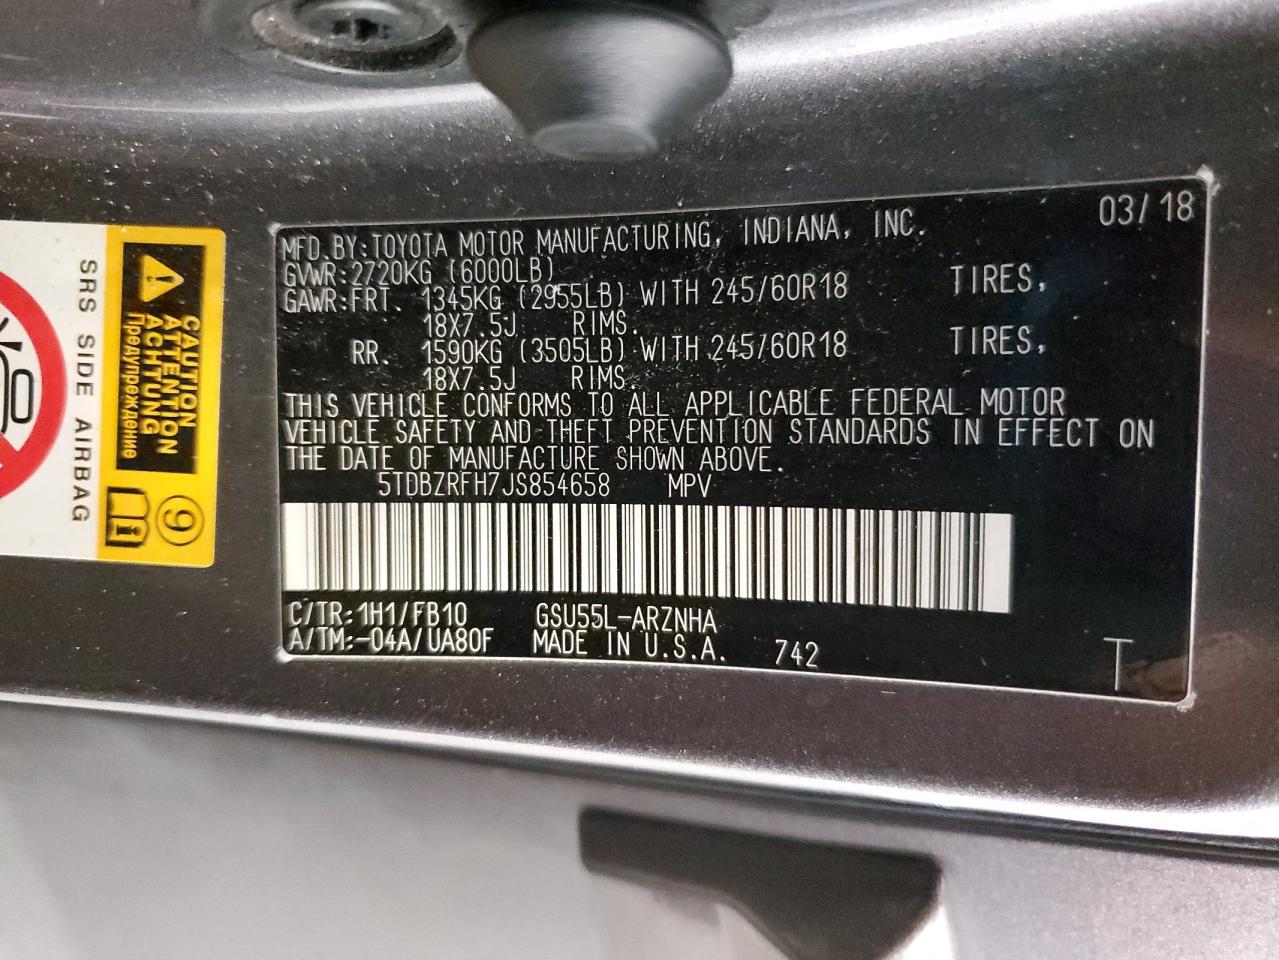 03/18
MFD.BY:TOYOTA MOTOR MANUFACTURING, INDIANA, INC.
GVWR:2720KG (6000LB)
GAWR:FRT. 1345KG (2955LB) WITH 245/60R18 TIRES,
18X7.5J RIMS.
RR. 1590KG (3505LB) WITH 245/60R18 TIRES,
18X7.5J RIMS.
THIS VEHICLE CONFORMS TO ALL APPLICABLE FEDERAL MOTOR
VEHICLE SAFETY AND THEFT PREVENTION STANDARDS IN EFFECT ON
THE DATE OF MANUFACTURE SHOWN ABOVE.
5TDBZRFH7JS854658 MPV
C/TR:1H1/FB10 GSU55L-ARZNHA
A/TM:-04A/UA80F MADE IN U.S.A. 742
T
CAUTION
ATTENTION
ACHTUNG
Предупреждение
9
i
SRS SIDE AIRBAG